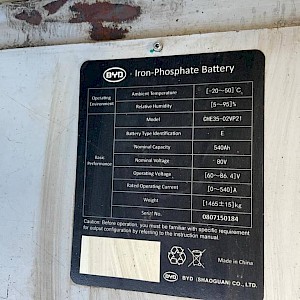 BYD Iron-Phosphate Battery
Operating Environment Ambient Temperature [-20~50]℃
Relative Humidity [5~95]%
Basic Performance Model
Battery Type Identification E
Nominal Capacity 540Ah
Nominal Voltage 80V
Operating Voltage [60~86.4]V
Rated Operating Current [0~540]A
Weight [1465±15]kg
Serial No. 0807150184
Caution: Before operation, you must be familiar with specific requirement
for output configuration by referring to the instruction manual.
Made in China
BYD BYD (SHAOGUAN) CO., LTD.